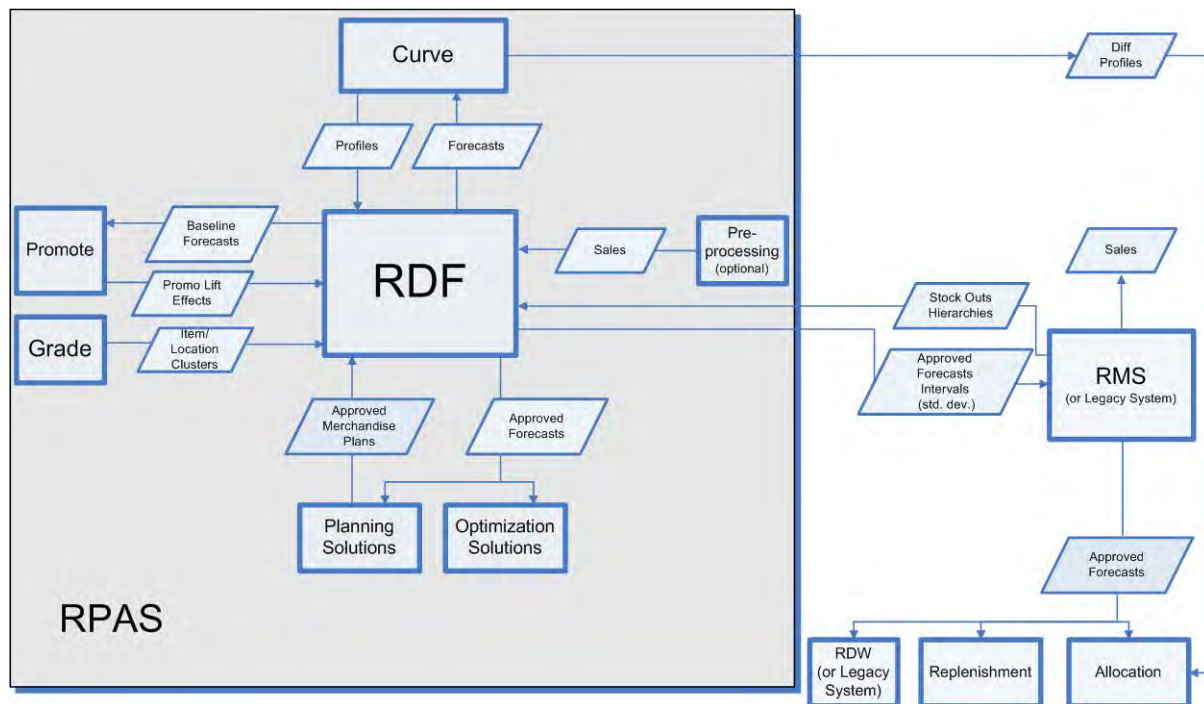 Curve
Diff
Profiles
Profiles
Forecasts
Promote
Baseline
Forecasts
Promo Lift
Effects
RDF
Sales
Pre-
processing
(optional)
Sales
Grade
Item/
Location
Clusters
Stock Outs
Hierarchies
Approved
Forecasts
Intervals
(std. dev.)
RMS
(or Legacy System)
Approved
Merchandise
Plans
Approved
Forecasts
Planning
Solutions
Optimization
Solutions
Approved
Forecasts
RPAS
RDW
(or Legacy
System)
Replenishment
Allocation